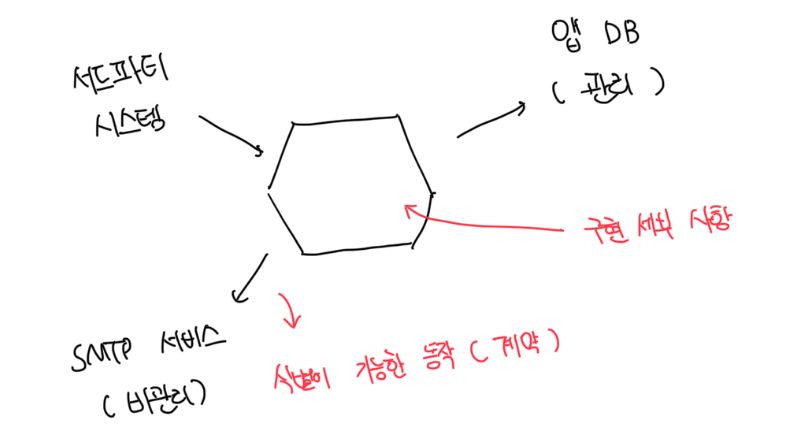 서드파티
시스템
앱 DB
( 관리 )
구현 세부 사항
SMTP 서비스
( 비관리 )
식별이 가능한 동작 ( 계약 )